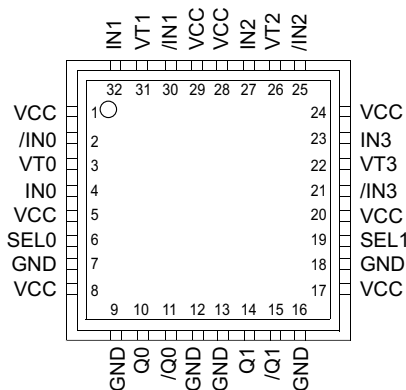 IN1 VT1 /IN1 VCC VCC IN2 VT2 /IN2
32 31 30 29 28 27 26 25
VCC 1 24 VCC
/IN0 2 23 IN3
VT0 3 22 VT3
IN0 4 21 /IN3
VCC 5 20 VCC
SEL0 6 19 SEL1
GND 7 18 GND
VCC 8 17 VCC
9 10 11 12 13 14 15 16
GND Q0 /Q0 GND GND Q1 /Q1 GND